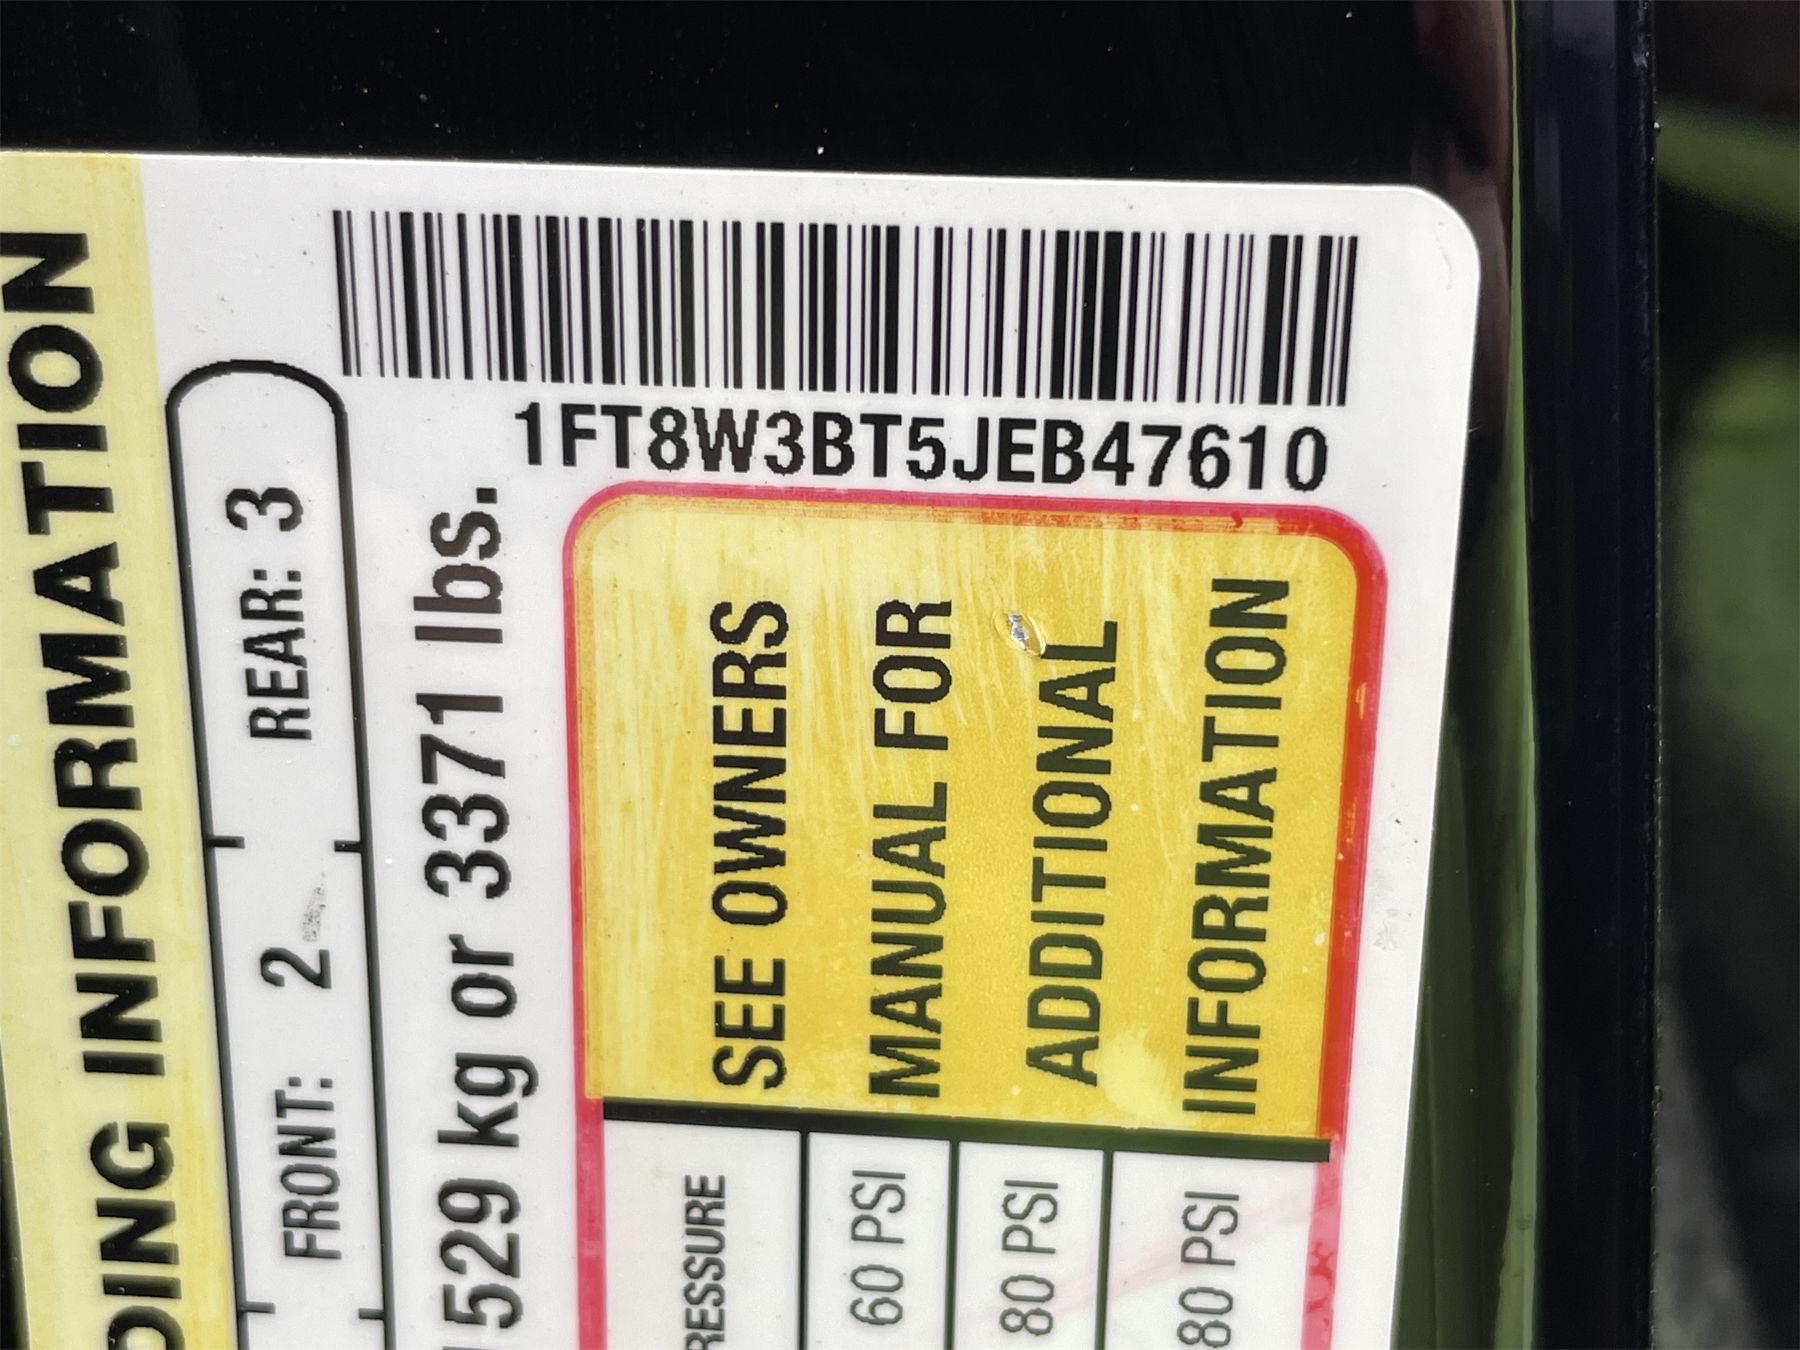 1FT8W3BT5JEB47610
DING INFORMATION
FRONT: 2 REAR: 3
1529 kg or 3371 lbs.
RESSURE
60 PSI
80 PSI
80 PSI
SEE OWNERS
MANUAL FOR
ADDITIONAL
INFORMATION